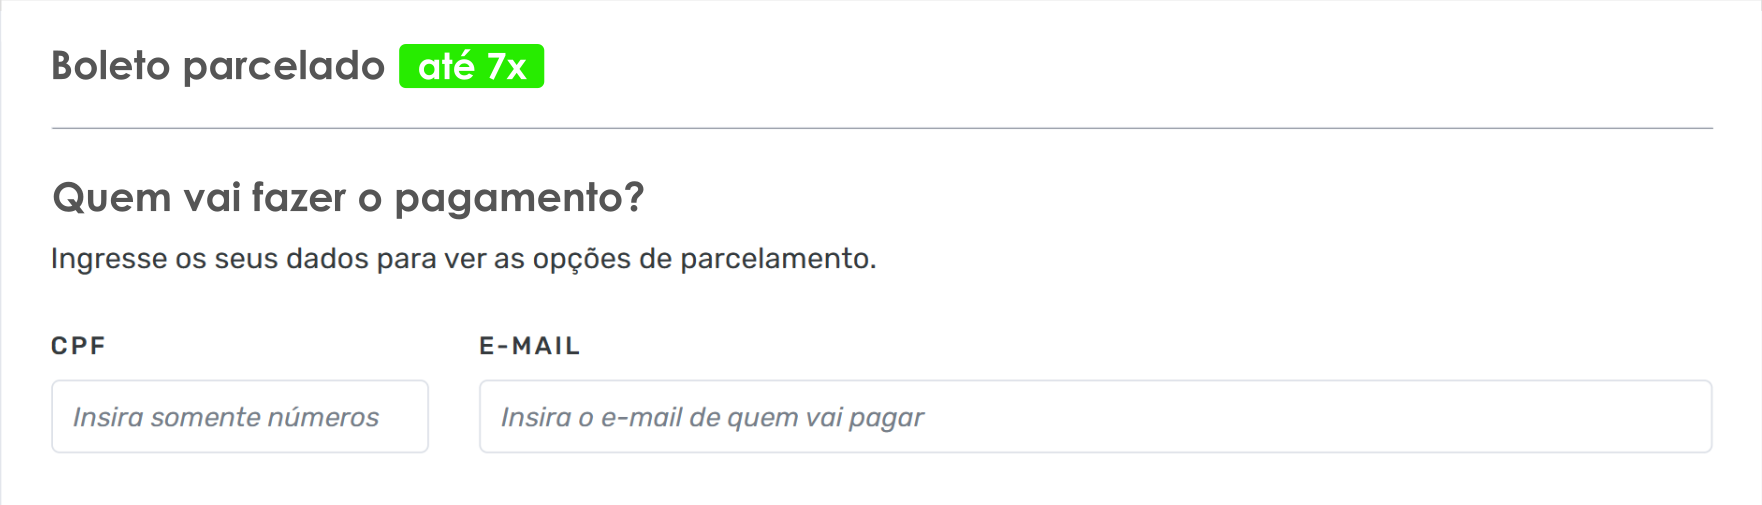 Boleto parcelado até 7x
Quem vai fazer o pagamento?
Ingresse os seus dados para ver as opções de parcelamento.
CPF E-MAIL
Insira somente números Insira o e-mail de quem vai pagar